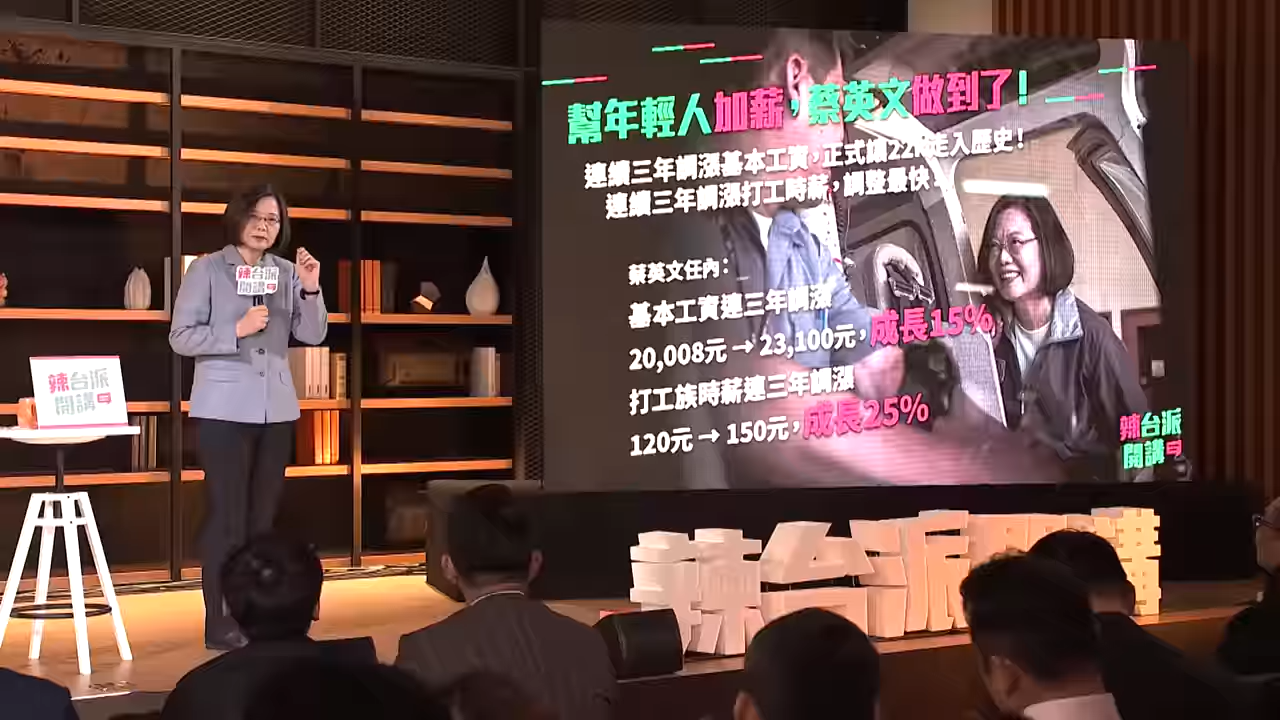 幫年輕人加薪，蔡英文做到了！
連續三年調漲基本工資，正式讓22K走入歷史！
連續三年調漲打工時薪，調整最快！
蔡英文任內：
基本工資連三年調漲
20,008元→23,100元，成長15%
打工族時薪連三年調漲
120元→150元，成長25%
辣台派
開講
辣台派
開講
辣台派
開講
辣台派開講